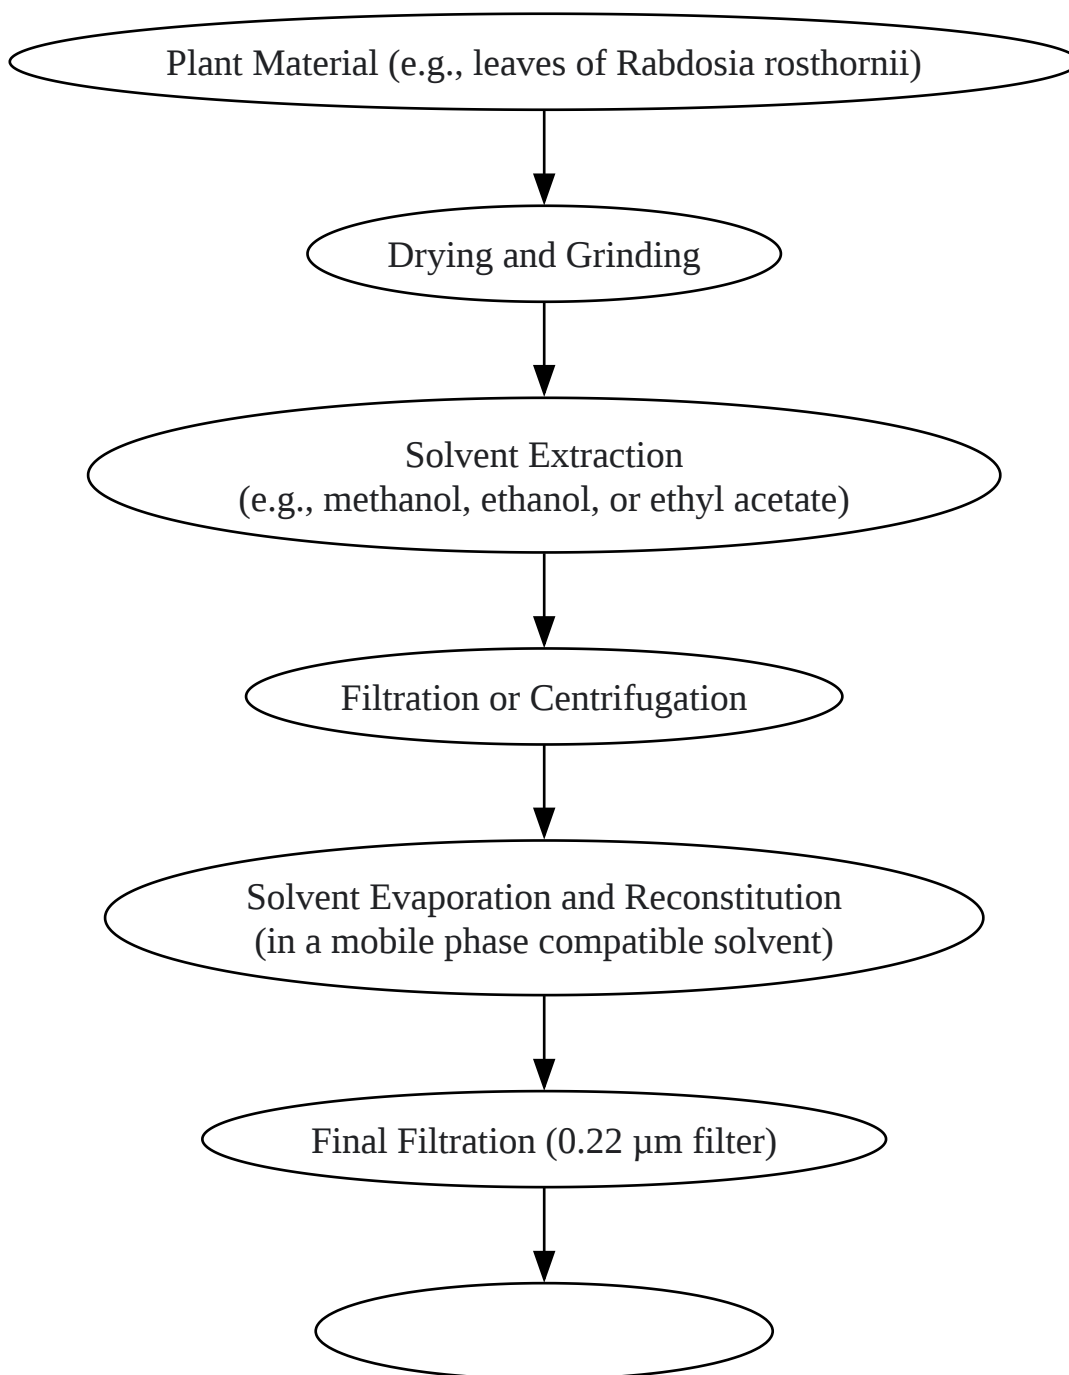 Plant Material (e.g., leaves of Rabdosia rosthornii)
Drying and Grinding
Solvent Extraction
(e.g., methanol, ethanol, or ethyl acetate)
Filtration or Centrifugation
Solvent Evaporation and Reconstitution
(in a mobile phase compatible solvent)
Final Filtration (0.22 µm filter)